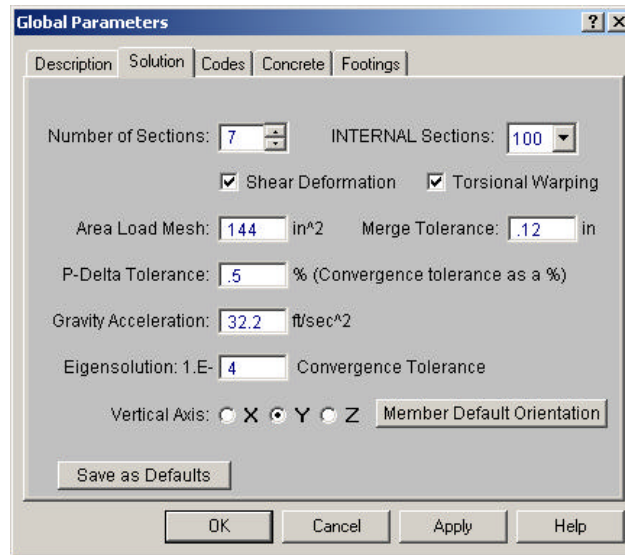 Global Parameters
Description Solution Codes Concrete Footings
Number of Sections: 7 INTERNAL Sections: 100
Shear Deformation Torsional Warping
Area Load Mesh: 144 in^2 Merge Tolerance: .12 in
P-Delta Tolerance: .5 % (Convergence tolerance as a %)
Gravity Acceleration: 32.2 ft/sec^2
Eigensolution: 1.E- 4 Convergence Tolerance
Vertical Axis: X Y Z Member Default Orientation
Save as Defaults
OK Cancel Apply Help